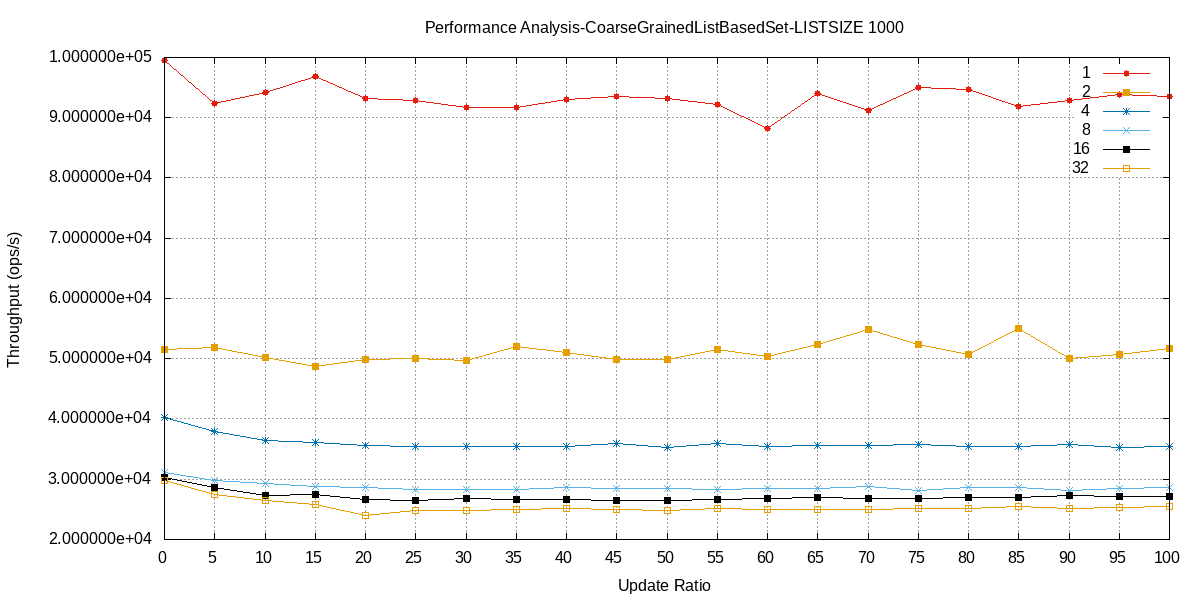 Performance Analysis-CoarseGrainedListBasedSet-LISTSIZE 1000
1.000000e+05
9.000000e+04
8.000000e+04
7.000000e+04
6.000000e+04
5.000000e+04
4.000000e+04
3.000000e+04
2.000000e+04
Throughput (ops/s)
1
2
4
8
16
32
0 5 10 15 20 25 30 35 40 45 50 55 60 65 70 75 80 85 90 95 100
Update Ratio